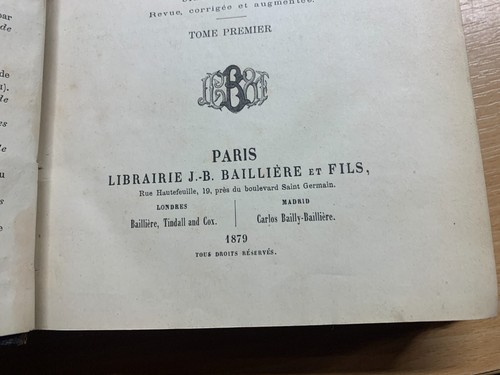 Revue, corrigée et augmentée.
TOME PREMIER
PARIS
LIBRAIRIE J.-B. BAILLIÈRE ET FILS,
Rue Hautefeuille, 19, près du boulevard Saint Germain.
LONDRES
Baillière, Tindall and Cox.
MADRID
Carlos Bailly-Baillière.
1879
TOUS DROITS RÉSERVÉS.